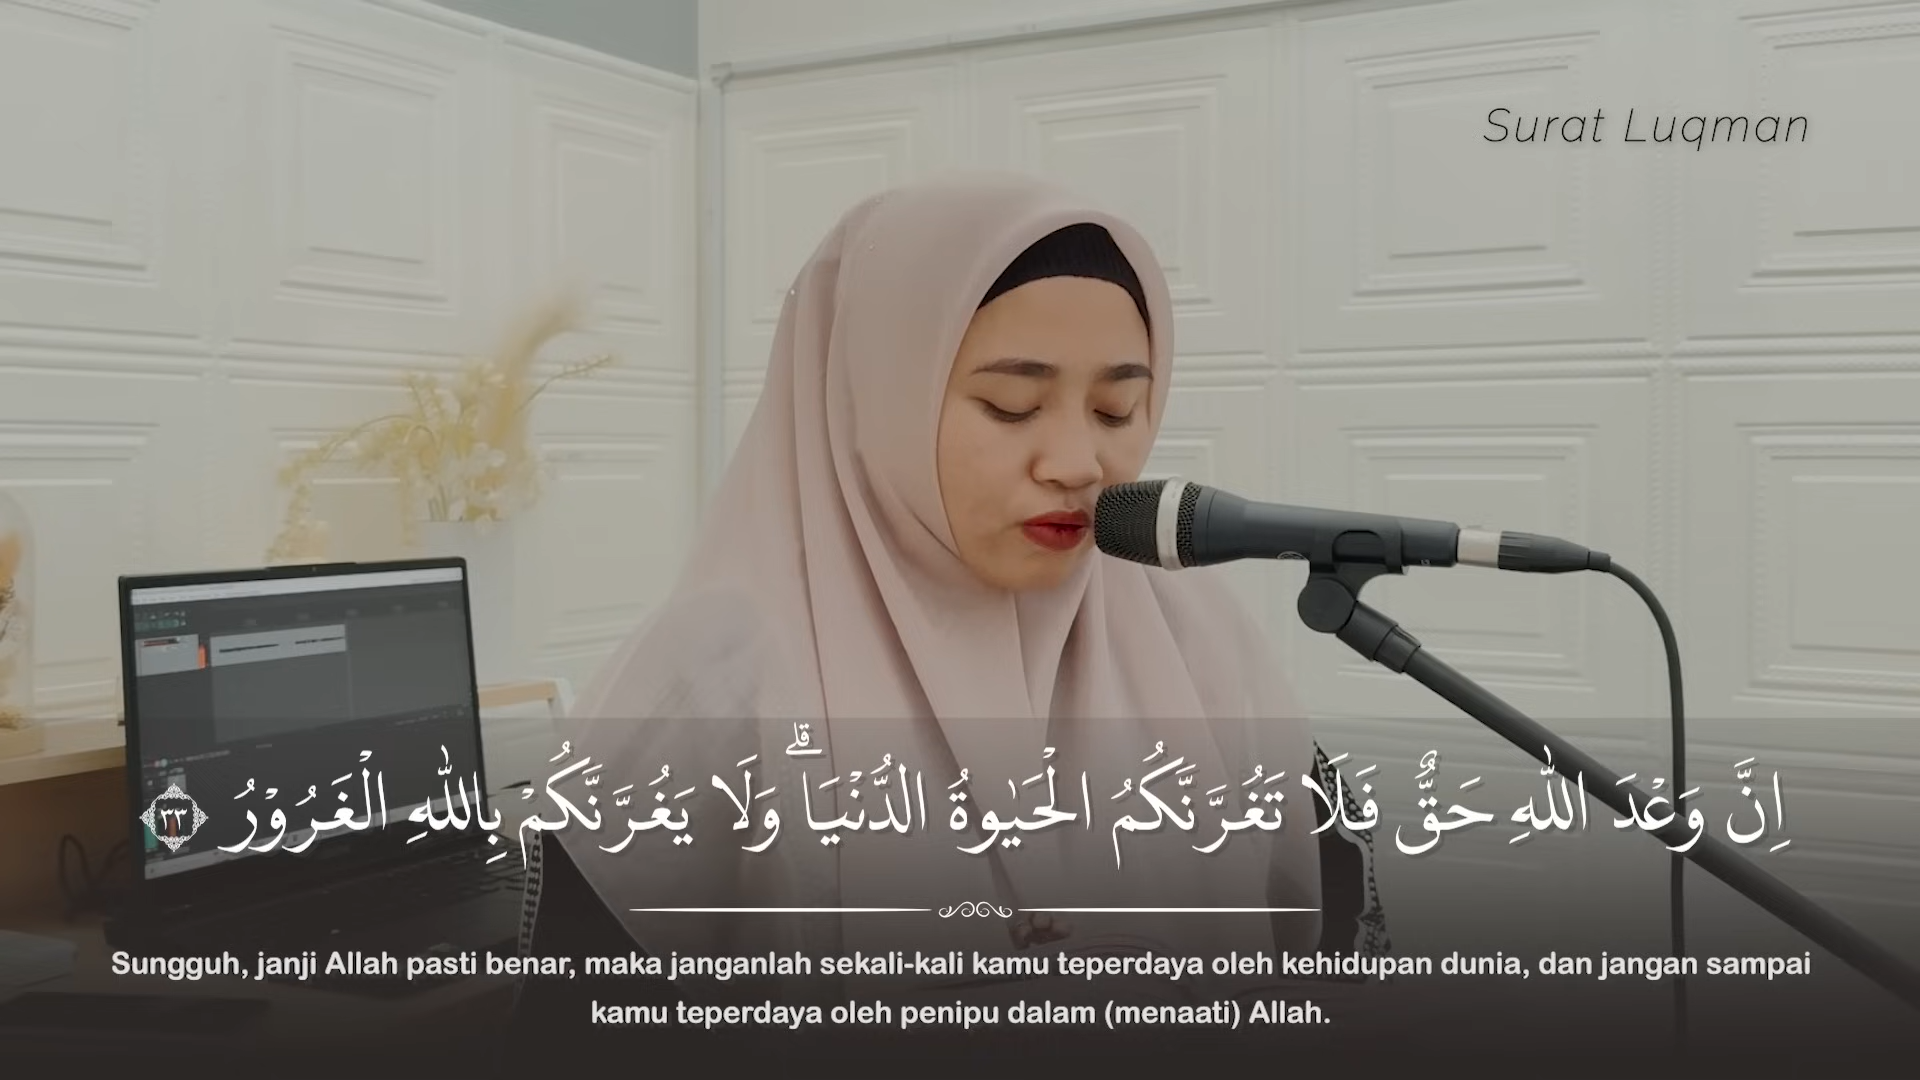 Surat Luqman
اِنَّ وَعْدَ اللّٰهِ حَقٌّ فَلَا تَغُرَّنَّكُمُ الْحَيٰوةُ الدُّنْيَاۗ وَلَا يَغُرَّنَّكُمْ بِاللّٰهِ الْغَرُوْرُ ٣٣
Sungguh, janji Allah pasti benar, maka janganlah sekali-kali kamu teperdaya oleh kehidupan dunia, dan jangan sampai
kamu teperdaya oleh penipu dalam (menaati) Allah.